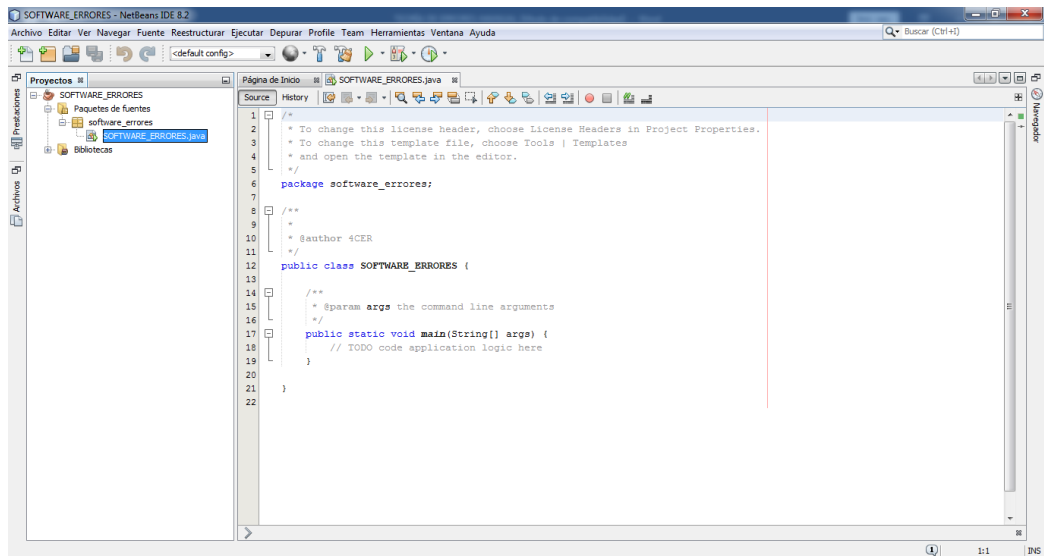 SOFTWARE_ERRORES - NetBeans IDE 8.2
Archivo Editar Ver Navegar Fuente Reestructurar Ejecutar Depurar Profile Team Herramientas Ventana Ayuda
Buscar (Ctrl+I)
<default config>
Proyectos
Página de Inicio
SOFTWARE_ERRORES.java
Prestaciones
Archivos
Navegador
SOFTWARE_ERRORES
Paquetes de fuentes
software_errores
SOFTWARE_ERRORES.java
Bibliotecas
Source History
1 /*
2 * To change this license header, choose License Headers in Project Properties.
3 * To change this template file, choose Tools | Templates
4 * and open the template in the editor.
5 */
6 package software_errores;
7
8 /**
9 *
10 * @author 4CER
11 */
12 public class SOFTWARE_ERRORES {
13
14 /**
15 * @param args the command line arguments
16 */
17 public static void main(String[] args) {
18 // TODO code application logic here
19 }
20
21 }
22
1
1:1
INS